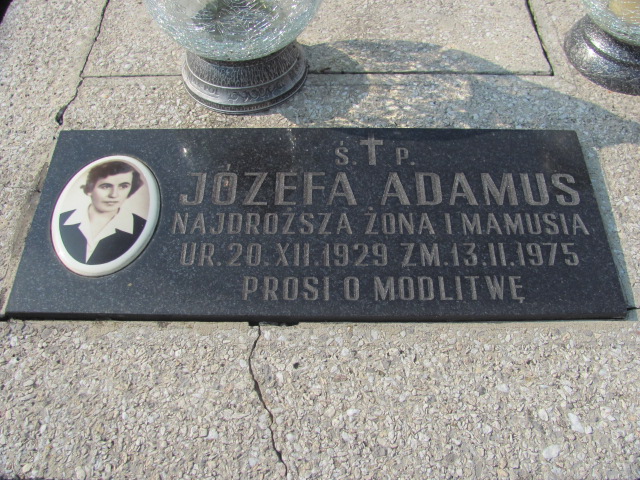 Ś. ✝ P.
JÓZEFA ADAMUS
NAJDROŻSZA ŻONA I MAMUSIA
UR. 20.XII.1929 ZM. 13.II.1975
PROSI O MODLITWĘ